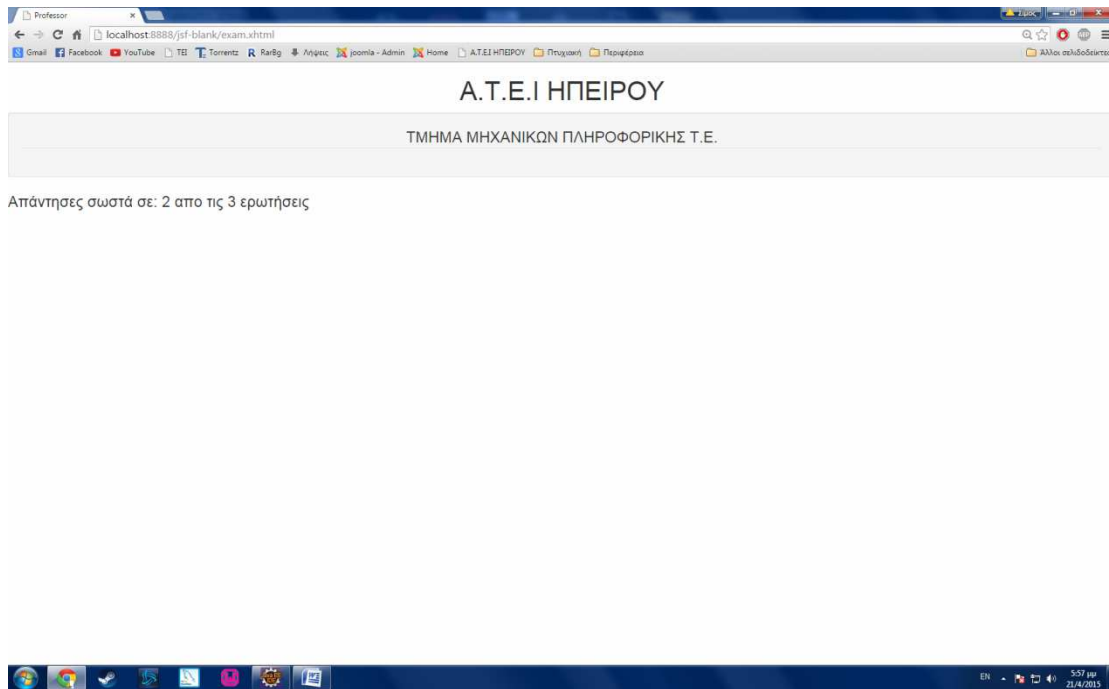 Professor
Σίμος
localhost:8888/jsf-blank/exam.xhtml
Gmail Facebook YouTube TEI Torrentz RarBg Λήψεις joomla - Admin Home Α.Τ.Ε.Ι ΗΠΕΙΡΟΥ Πτυχιακή Περιφέρεια Άλλοι σελιδοδείκτες
Α.Τ.Ε.Ι ΗΠΕΙΡΟΥ
ΤΜΗΜΑ ΜΗΧΑΝΙΚΩΝ ΠΛΗΡΟΦΟΡΙΚΗΣ Τ.Ε.
Απάντησες σωστά σε: 2 απο τις 3 ερωτήσεις
EN
5:57 μμ
21/4/2015